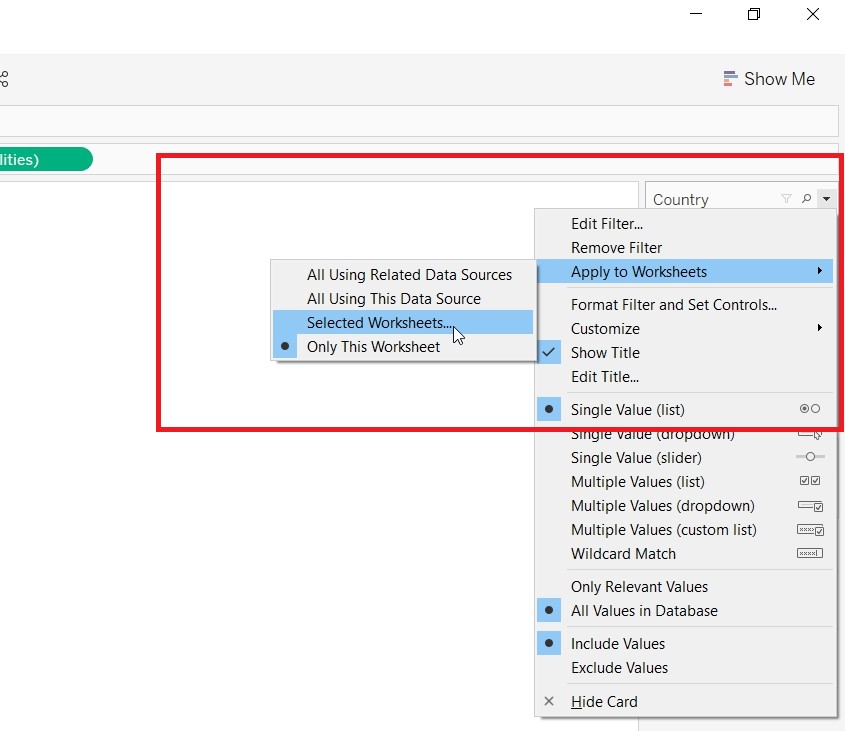 Show Me
lities)
Country
Edit Filter...
Remove Filter
Apply to Worksheets
All Using Related Data Sources
All Using This Data Source
Selected Worksheets...
Only This Worksheet
Format Filter and Set Controls...
Customize
Show Title
Edit Title...
Single Value (list)
Single Value (dropdown)
Single Value (slider)
Multiple Values (list)
Multiple Values (dropdown)
Multiple Values (custom list)
Wildcard Match
Only Relevant Values
All Values in Database
Include Values
Exclude Values
Hide Card